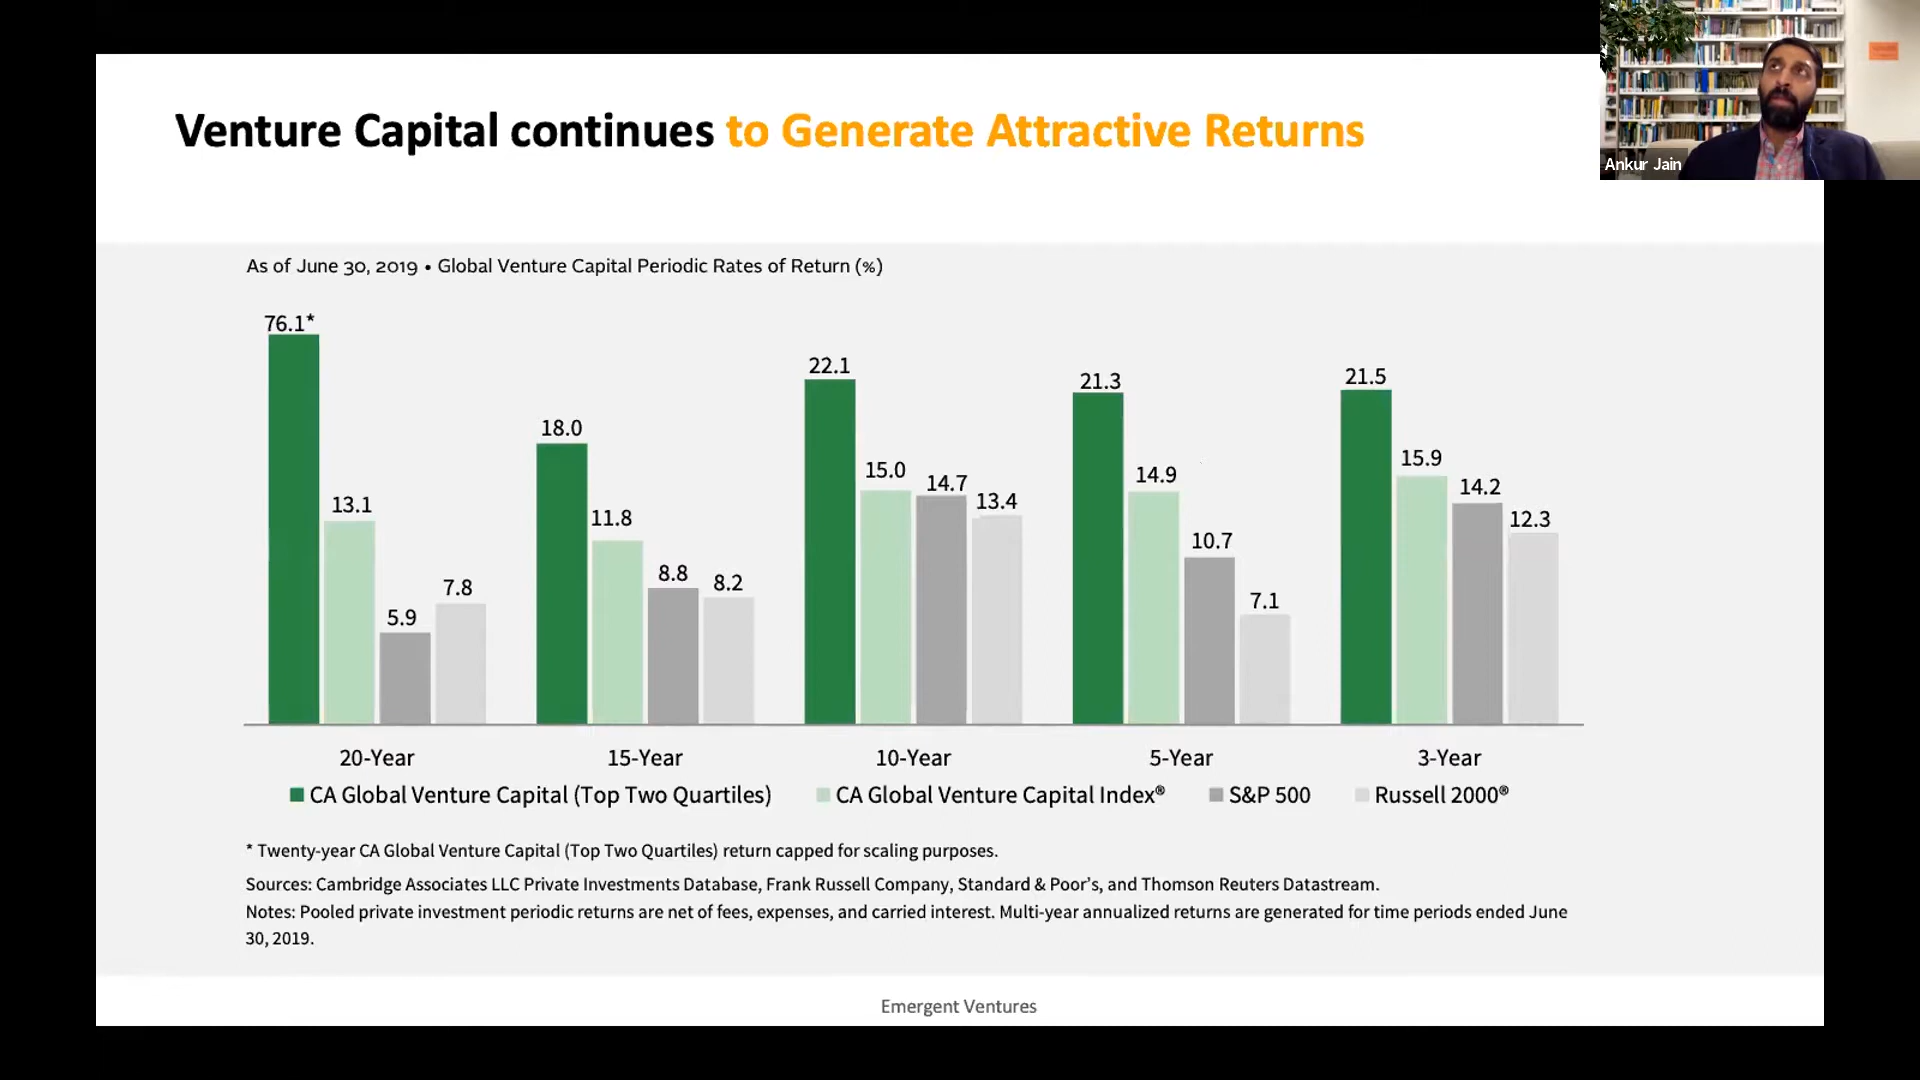 Venture Capital continues to Generate Attractive Returns
Ankur Jain
As of June 30, 2019 • Global Venture Capital Periodic Rates of Return (%)
76.1*
13.1
5.9
7.8
18.0
11.8
8.8
8.2
22.1
15.0
14.7
13.4
21.3
14.9
10.7
7.1
21.5
15.9
14.2
12.3
20-Year 15-Year 10-Year 5-Year 3-Year
CA Global Venture Capital (Top Two Quartiles) CA Global Venture Capital Index® S&P 500 Russell 2000®
* Twenty-year CA Global Venture Capital (Top Two Quartiles) return capped for scaling purposes.
Sources: Cambridge Associates LLC Private Investments Database, Frank Russell Company, Standard & Poor’s, and Thomson Reuters Datastream.
Notes: Pooled private investment periodic returns are net of fees, expenses, and carried interest. Multi-year annualized returns are generated for time periods ended June
30, 2019.
Emergent Ventures